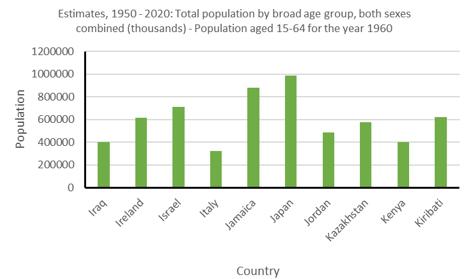 Estimates, 1950 - 2020: Total population by broad age group, both sexes
combined (thousands) - Population aged 15-64 for the year 1960
1200000
1000000
800000
600000
400000
200000
0
Population
Iraq
Ireland
Israel
Italy
Jamaica
Japan
Jordan
Kazakhstan
Kenya
Kiribati
Country